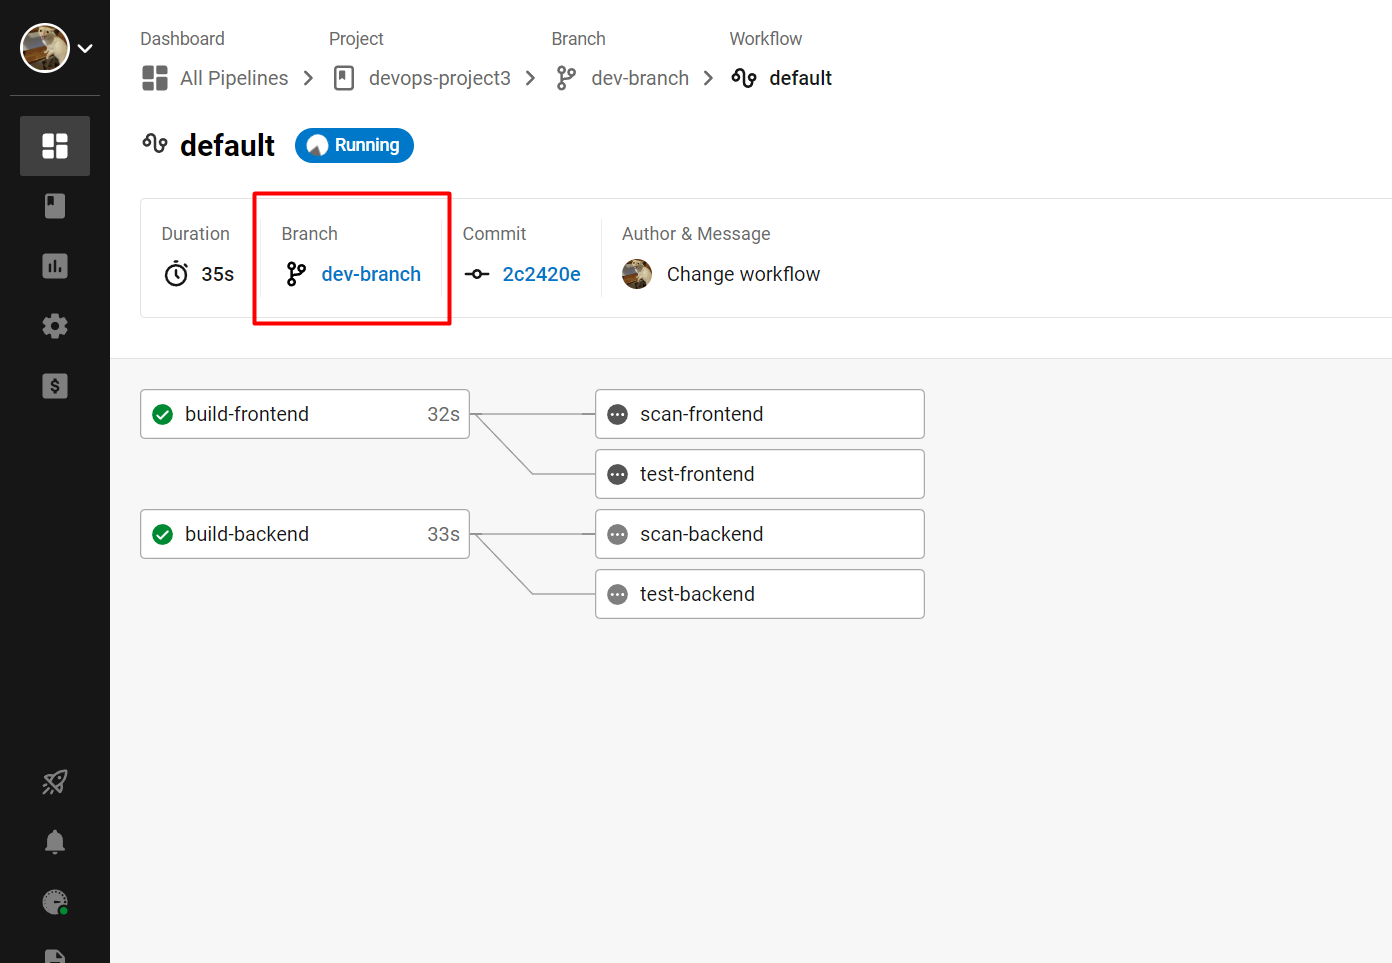 Dashboard Project Branch Workflow
All Pipelines devops-project3 dev-branch default
default Running
Duration Branch Commit Author & Message
35s dev-branch 2c2420e Change workflow
build-frontend 32s scan-frontend
test-frontend
build-backend 33s scan-backend
test-backend